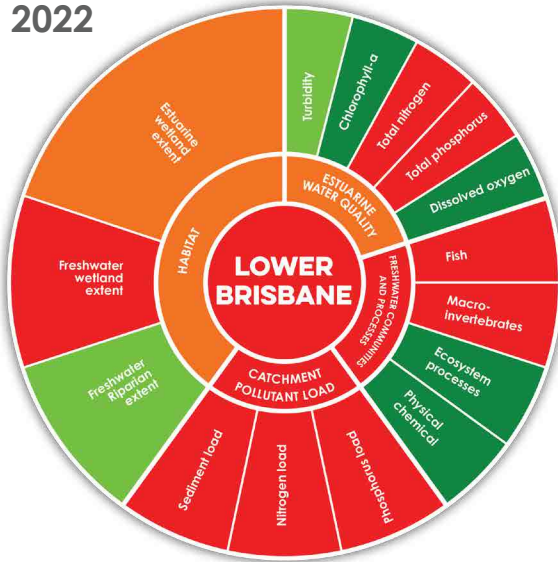 2022
Turbidity
Chlorophyll-a
Total nitrogen
Total phosphorus
Dissolved oxygen
Fish
Macro-
Invertebrates
Ecosystem
processes
Physical
chemical
Phosphorus load
Nitrogen load
Sediment load
Freshwater
Riparian
extent
Freshwater
wetland
extent
Estuarine
wetland
extent
ESTUARINE
WATER QUALITY
FRESHWATER COMMUNITIES
AND PROCESSES
CATCHMENT
POLLUTANT LOAD
HABITAT
LOWER
BRISBANE